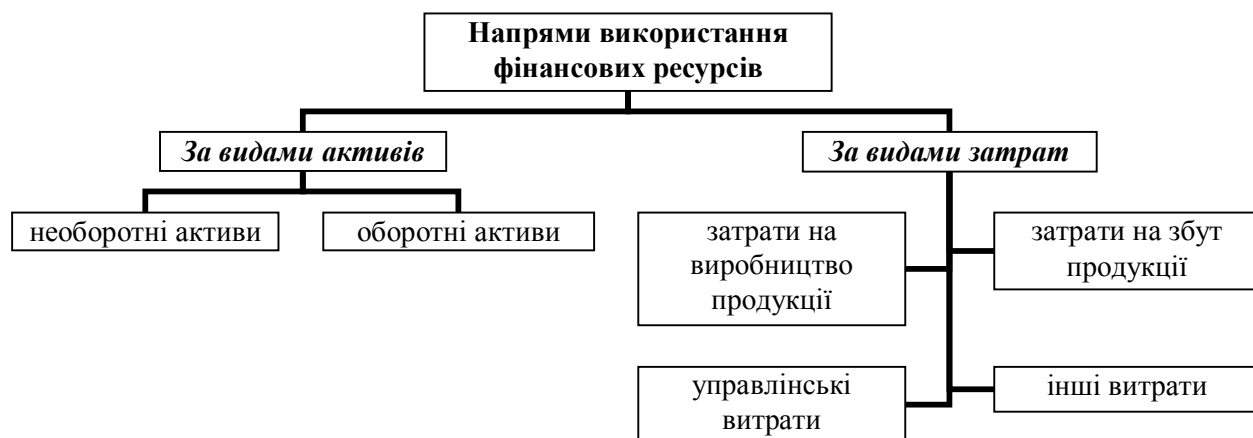 Напрями використання
фінансових ресурсів
За видами активів
За видами затрат
необоротні активи
оборотні активи
затрати на
виробництво
продукції
затрати на збут
продукції
управлінські
витрати
інші витрати